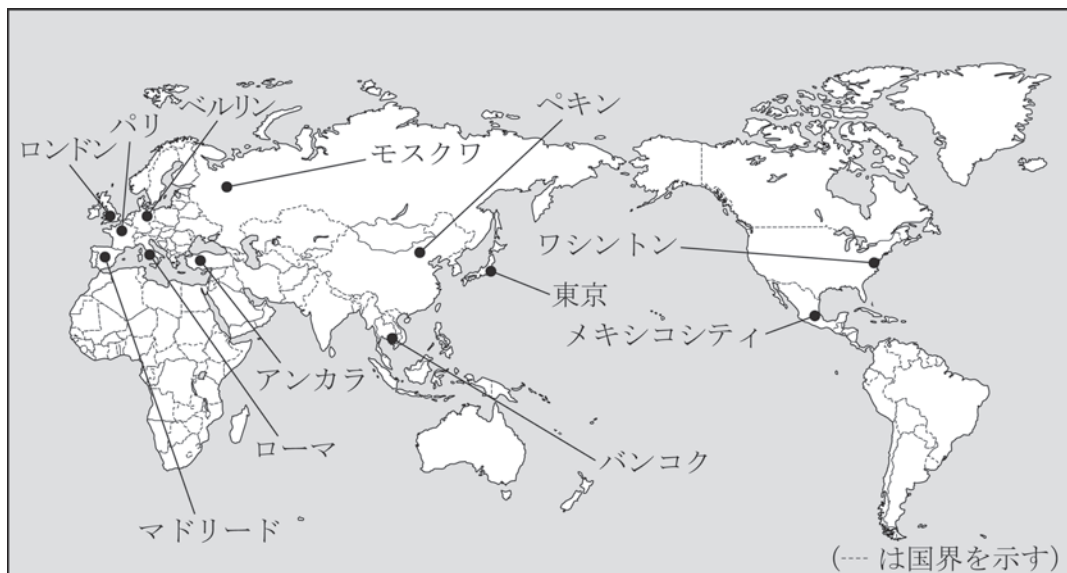 ベルリン
ペキン
パリ
ロンドン
モスクワ
ワシントン
東京
メキシコシティ
アンカラ
ローマ
バンコク
マドリード
(---- は国界を示す)